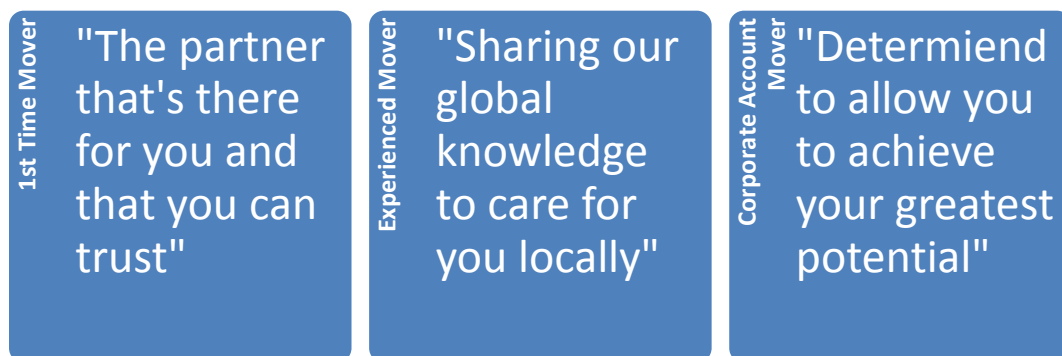 1st Time Mover
"The partner
that's there
for you and
that you can
trust"
Experienced Mover
"Sharing our
global
knowledge
to care for
you locally"
Corporate Account
Mover
"Determiend
to allow you
to achieve
your greatest
potential"